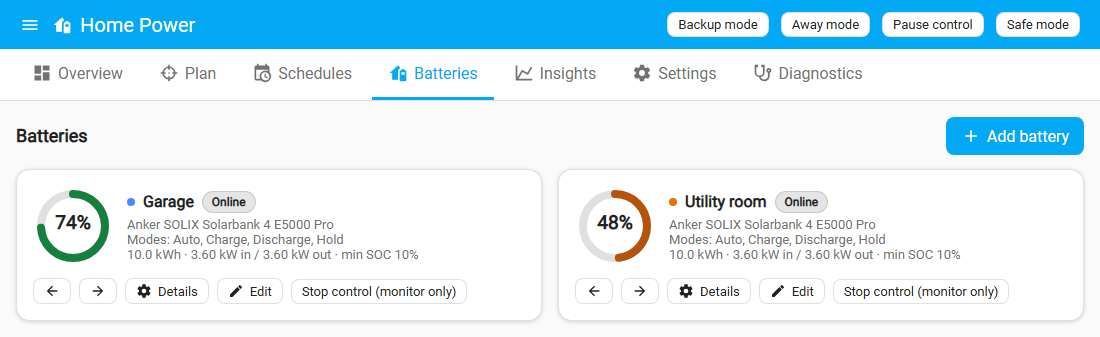 Home Power
Backup mode
Away mode
Pause control
Safe mode
Overview
Plan
Schedules
Batteries
Insights
Settings
Diagnostics
Batteries
Add battery
74%
Garage
Online
Anker SOLIX Solarbank 4 E5000 Pro
Modes: Auto, Charge, Discharge, Hold
10.0 kWh · 3.60 kW in / 3.60 kW out · min SOC 10%
Details
Edit
Stop control (monitor only)
48%
Utility room
Online
Anker SOLIX Solarbank 4 E5000 Pro
Modes: Auto, Charge, Discharge, Hold
10.0 kWh · 3.60 kW in / 3.60 kW out · min SOC 10%
Details
Edit
Stop control (monitor only)